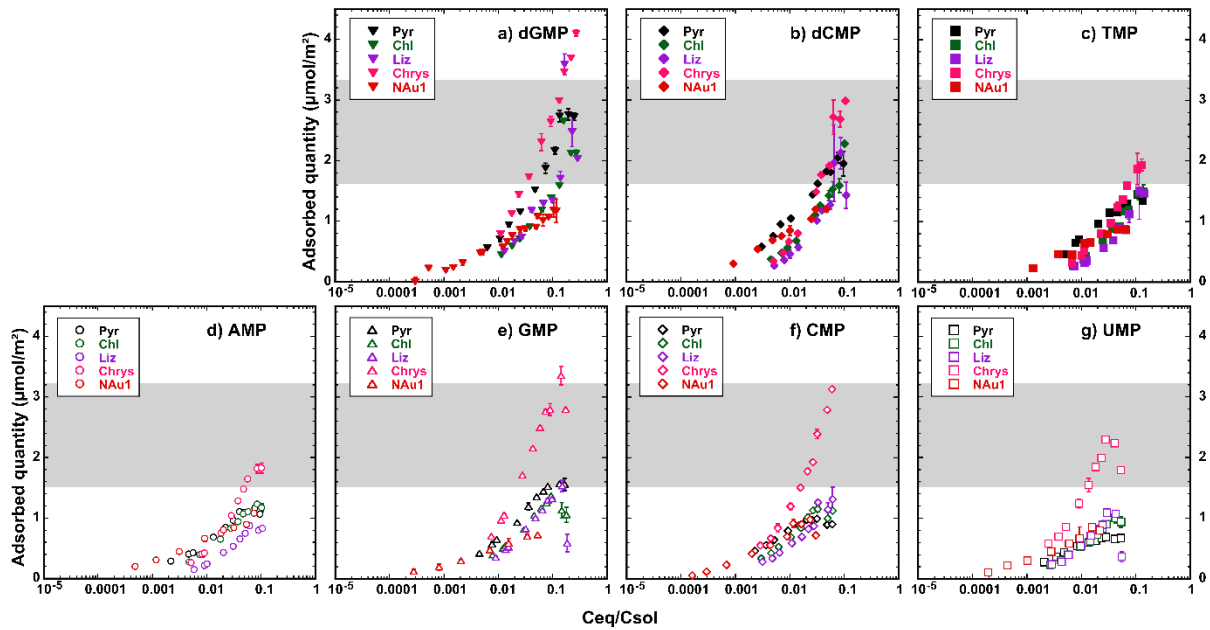 a) dGMP
Pyr
Chl
Liz
Chrys
NAu1
b) dCMP
Pyr
Chl
Liz
Chrys
NAu1
c) TMP
Pyr
Chl
Liz
Chrys
NAu1
Adsorbed quantity (µmol/m²)
4
3
2
1
0
4
3
2
1
0
10⁻⁵ 0.0001 0.001 0.01 0.1 1
10⁻⁵ 0.0001 0.001 0.01 0.1 1
10⁻⁵ 0.0001 0.001 0.01 0.1 1
d) AMP
Pyr
Chl
Liz
Chrys
NAu1
e) GMP
Pyr
Chl
Liz
Chrys
NAu1
f) CMP
Pyr
Chl
Liz
Chrys
NAu1
g) UMP
Pyr
Chl
Liz
Chrys
NAu1
Adsorbed quantity (µmol/m²)
4
3
2
1
0
4
3
2
1
0
10⁻⁵ 0.0001 0.001 0.01 0.1 1
10⁻⁵ 0.0001 0.001 0.01 0.1 1
10⁻⁵ 0.0001 0.001 0.01 0.1 1
10⁻⁵ 0.0001 0.001 0.01 0.1 1
Ceq/Csol